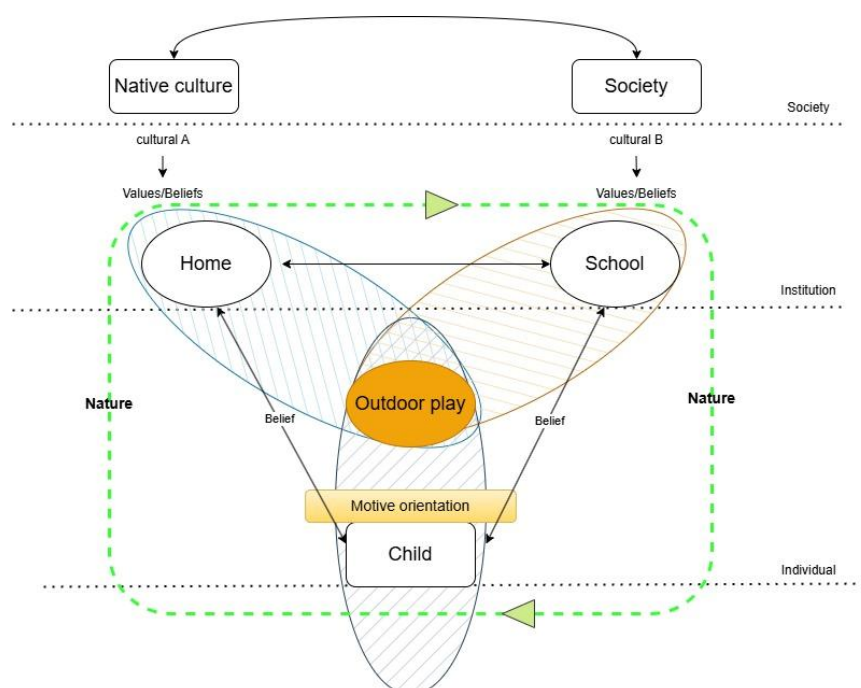 Native culture
Society
Society
cultural A
cultural B
Values/Beliefs
Values/Beliefs
Home
School
Institution
Nature
Outdoor play
Nature
Belief
Belief
Motive orientation
Child
Individual